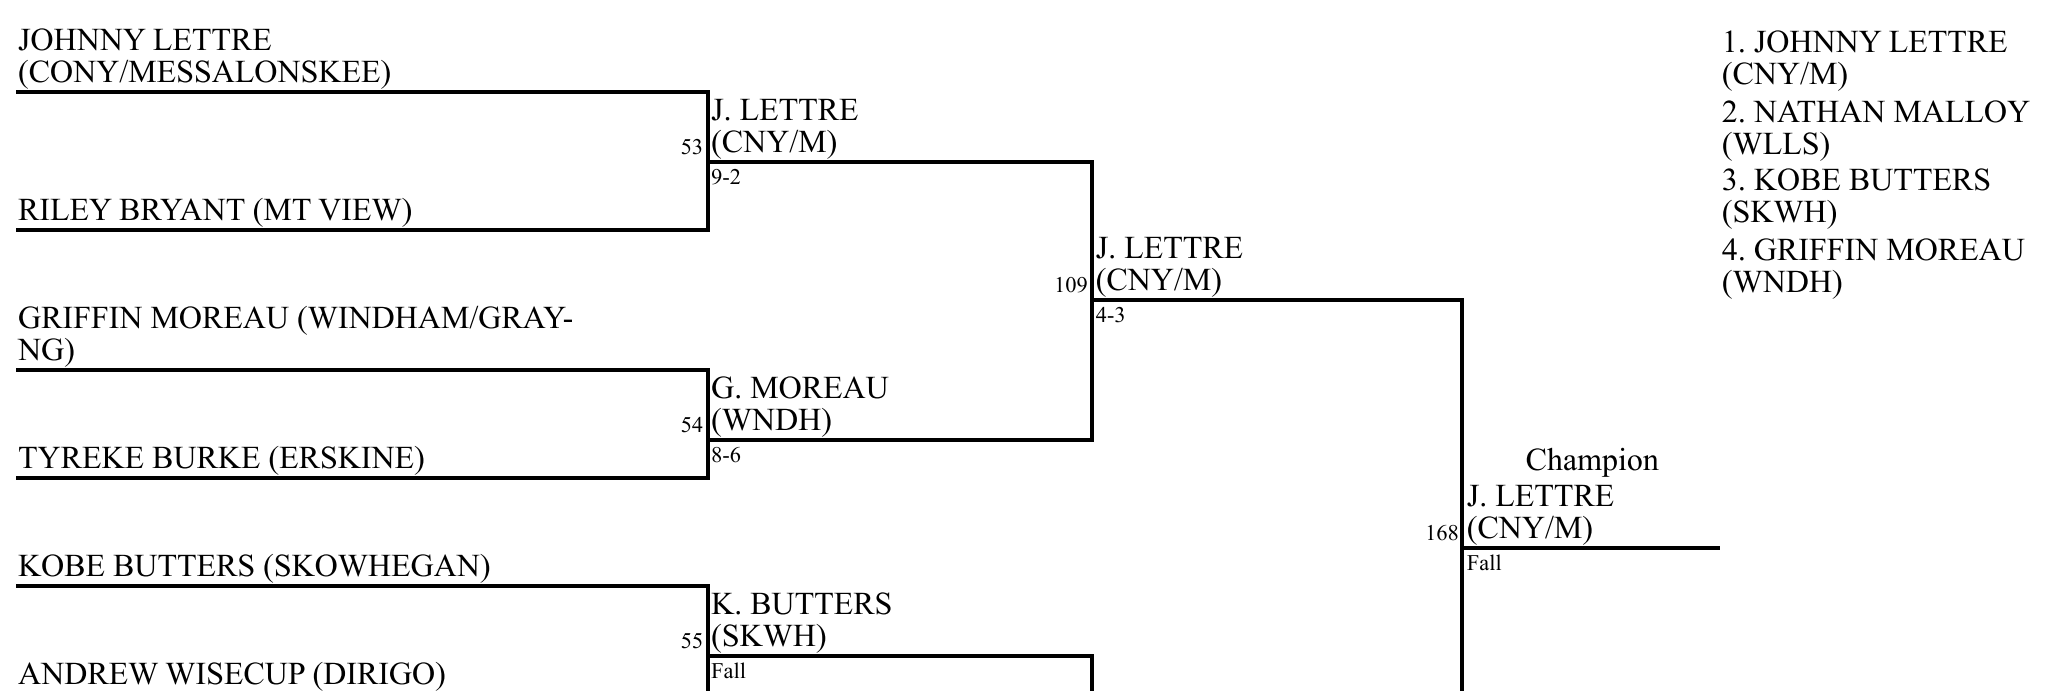 JOHNNY LETTRE
(CONY/MESSALONSKEE)
53
RILEY BRYANT (MT VIEW)
J. LETTRE
(CNY/M)
9-2
GRIFFIN MOREAU (WINDHAM/GRAY-
NG)
54
TYREKE BURKE (ERSKINE)
G. MOREAU
(WNDH)
8-6
109
J. LETTRE
(CNY/M)
4-3
KOBE BUTTERS (SKOWHEGAN)
55
ANDREW WISECUP (DIRIGO)
K. BUTTERS
(SKWH)
Fall
168
Champion
J. LETTRE
(CNY/M)
Fall
1. JOHNNY LETTRE
(CNY/M)
2. NATHAN MALLOY
(WLLS)
3. KOBE BUTTERS
(SKWH)
4. GRIFFIN MOREAU
(WNDH)